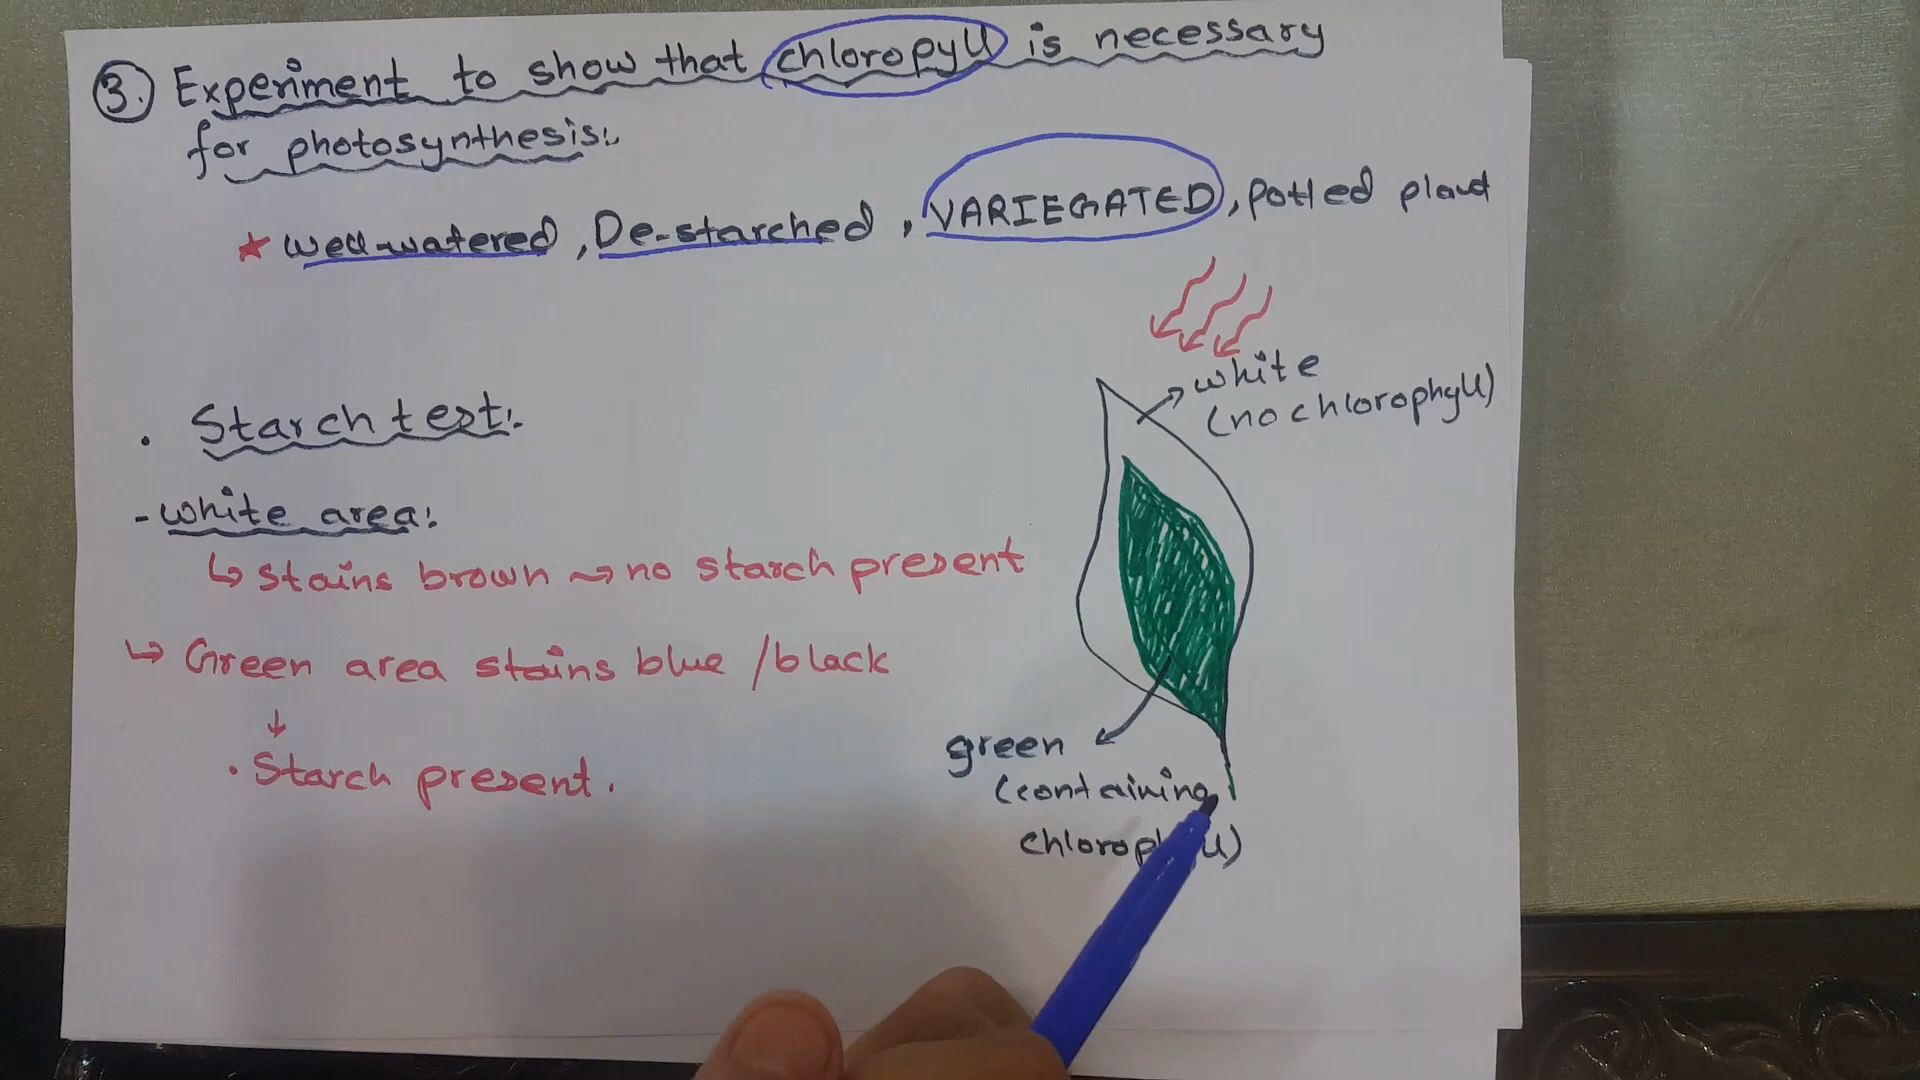 3. Experiment to show that chloropyll is necessary
for photosynthesis:
* well-watered, De-starched, VARIEGATED, potted plant
white
(no chlorophyll)
. Starch test:
- white area:
↳ stains brown ~> no starch present
↳ Green area stains blue / black
↓
. Starch present.
green
(containing
chlorophyll)